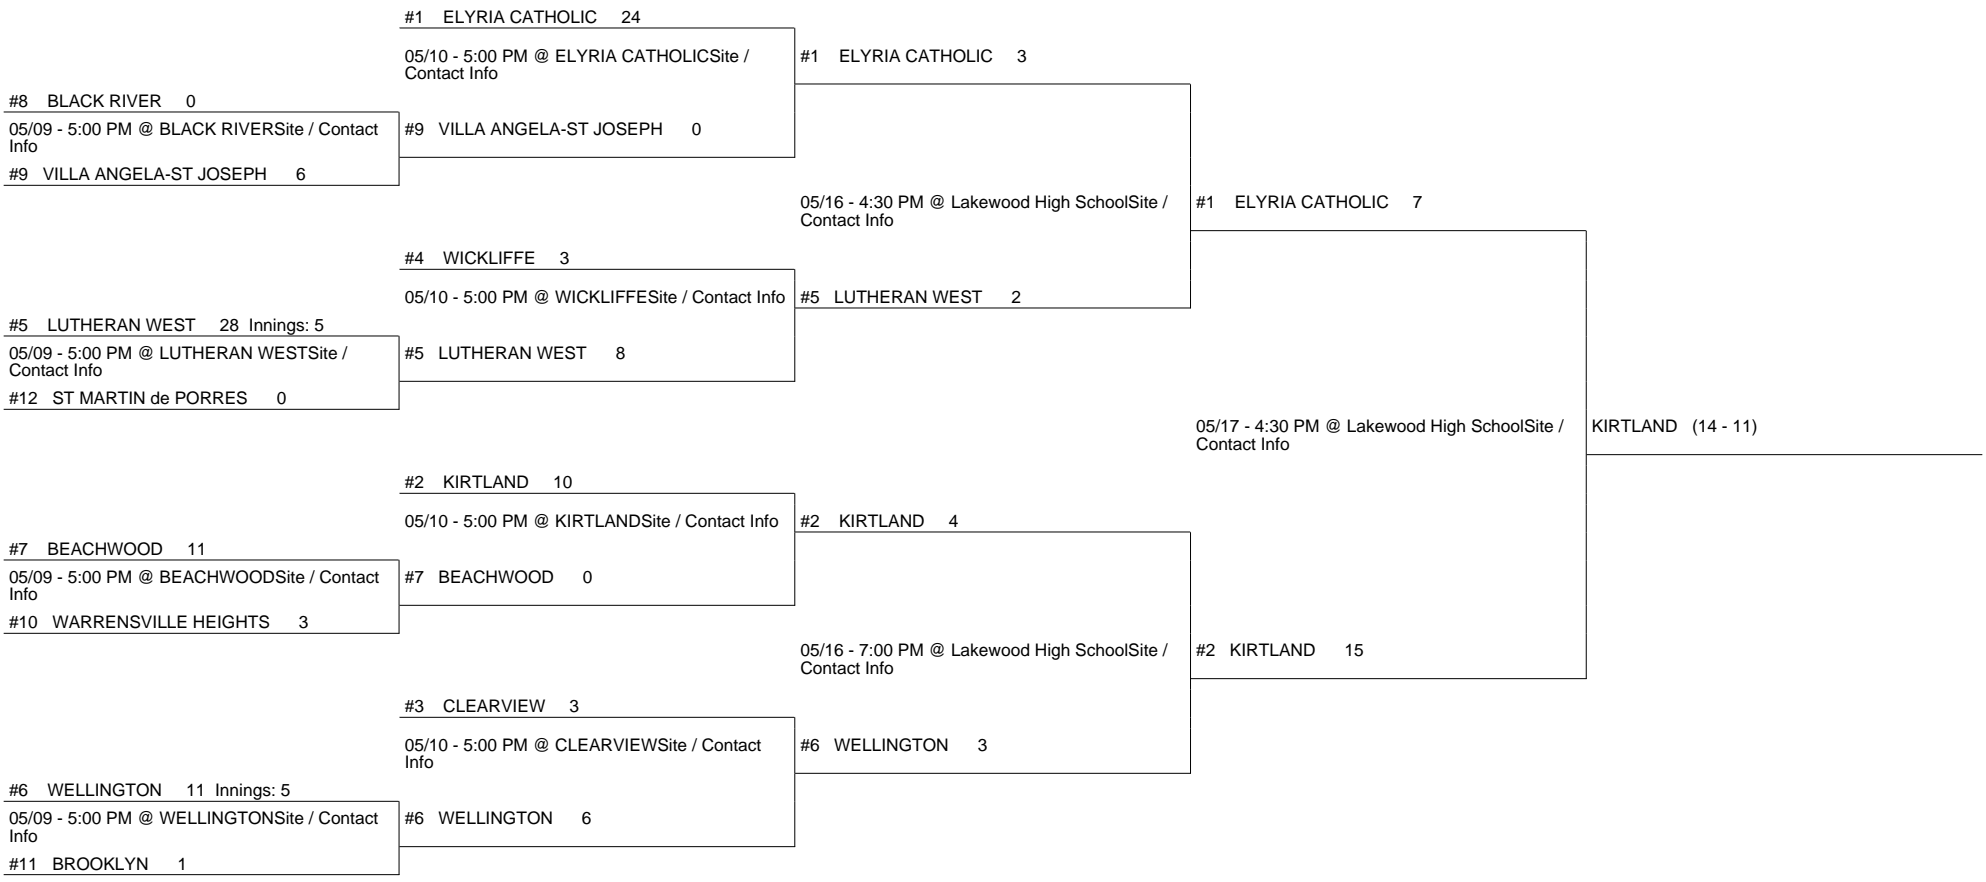 #1 ELYRIA CATHOLIC 24
05/10 - 5:00 PM @ ELYRIA CATHOLICSite /
Contact Info
#1 ELYRIA CATHOLIC 3
#8 BLACK RIVER 0
05/09 - 5:00 PM @ BLACK RIVERSite / Contact
Info
#9 VILLA ANGELA-ST JOSEPH 0
#9 VILLA ANGELA-ST JOSEPH 6
05/16 - 4:30 PM @ Lakewood High SchoolSite /
Contact Info
#1 ELYRIA CATHOLIC 7
#4 WICKLIFFE 3
05/10 - 5:00 PM @ WICKLIFFESite / Contact Info
#5 LUTHERAN WEST 2
#5 LUTHERAN WEST 28 Innings: 5
05/09 - 5:00 PM @ LUTHERAN WESTSite /
Contact Info
#5 LUTHERAN WEST 8
#12 ST MARTIN de PORRES 0
05/17 - 4:30 PM @ Lakewood High SchoolSite /
Contact Info
KIRTLAND (14 - 11)
#2 KIRTLAND 10
05/10 - 5:00 PM @ KIRTLANDSite / Contact Info
#2 KIRTLAND 4
#7 BEACHWOOD 11
05/09 - 5:00 PM @ BEACHWOODSite / Contact
Info
#7 BEACHWOOD 0
#10 WARRENSVILLE HEIGHTS 3
05/16 - 7:00 PM @ Lakewood High SchoolSite /
Contact Info
#2 KIRTLAND 15
#3 CLEARVIEW 3
05/10 - 5:00 PM @ CLEARVIEWSite / Contact
Info
#6 WELLINGTON 3
#6 WELLINGTON 11 Innings: 5
05/09 - 5:00 PM @ WELLINGTONSite / Contact
Info
#6 WELLINGTON 6
#11 BROOKLYN 1